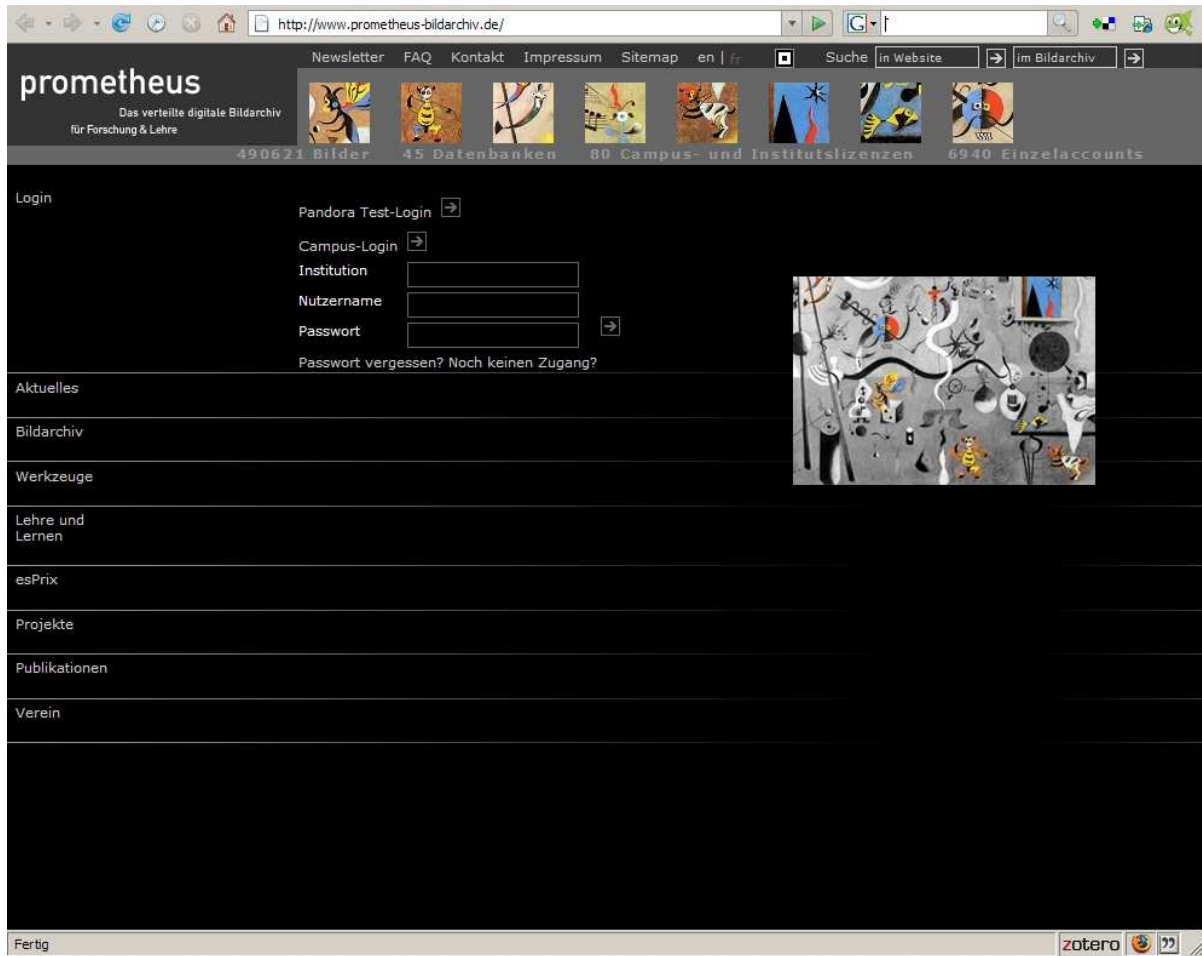 http://www.prometheus-bildarchiv.de/
G
Newsletter FAQ Kontakt Impressum Sitemap en | fr Suche in Website im Bildarchiv
prometheus
Das verteilte digitale Bildarchiv
für Forschung & Lehre
490621 Bilder 45 Datenbanken 80 Campus- und Institutslizenzen 6940 Einzelaccounts
Login
Pandora Test-Login
Campus-Login
Institution
Nutzername
Passwort
Passwort vergessen? Noch keinen Zugang?
Aktuelles
Bildarchiv
Werkzeuge
Lehre und
Lernen
esPrix
Projekte
Publikationen
Verein
Fertig zotero